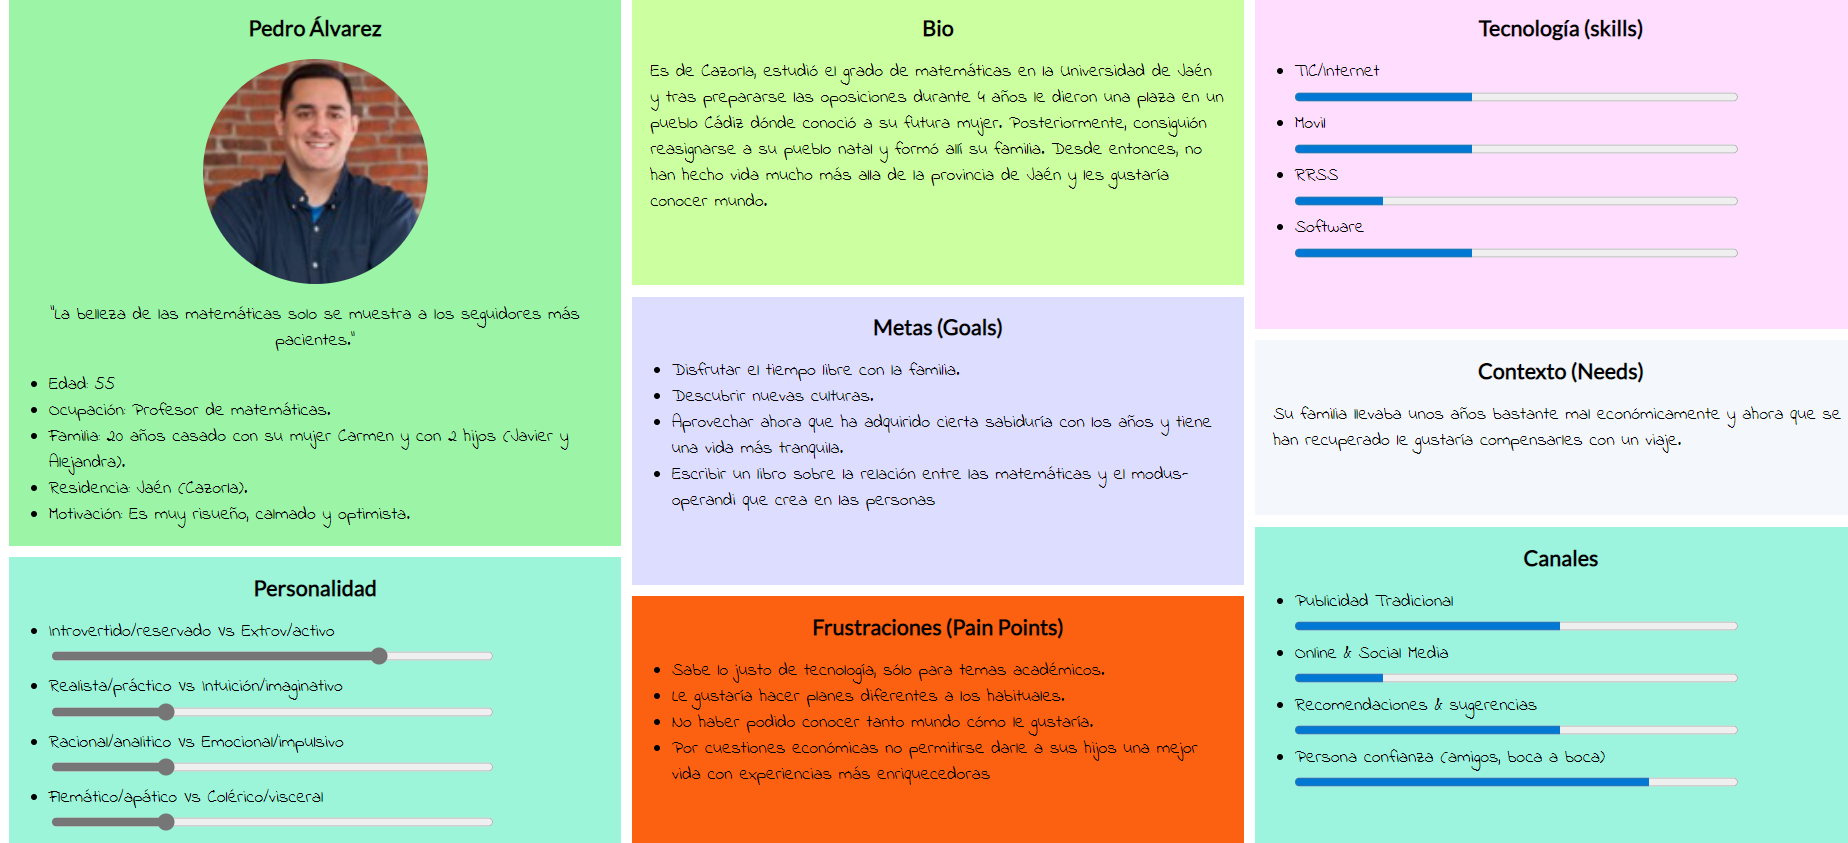 Pedro Álvarez
"La belleza de las matemáticas solo se muestra a los seguidores más
pacientes."
Edad: 55
Ocupación: Profesor de matemáticas.
Familia: 20 años casado con su mujer Carmen y con 2 hijos (Javier y
Alejandra).
Residencia: Jaén (Cazorla).
Motivación: Es muy risueño, calmado y optimista.
Personalidad
Introvertido/reservado Vs Extrov/activo
Realista/práctico Vs Intuición/imaginativo
Racional/analitico Vs Emocional/impulsivo
Flemático/apático Vs Colérico/visceral
Bio
Es de Cazorla, estudió el grado de matemáticas en la Universidad de Jaén
y tras prepararse las oposiciones durante 4 años le dieron una plaza en un
pueblo Cádiz dónde conoció a su futura mujer. Posteriormente, consiguión
reasignarse a su pueblo natal y formó allí su familia. Desde entonces, no
han hecho vida mucho más alla de la provincia de Jaén y les gustaría
conocer mundo.
Metas (Goals)
Disfrutar el tiempo libre con la familia.
Descubrir nuevas culturas.
Aprovechar ahora que ha adquirido cierta sabiduría con los años y tiene
una vida más tranquila.
Escribir un libro sobre la relación entre las matemáticas y el modus-
operandi que crea en las personas
Frustraciones (Pain Points)
Sabe lo justo de tecnología, sólo para temas académicos.
Le gustaría hacer planes diferentes a los habituales.
No haber podido conocer tanto mundo cómo le gustaría.
Por cuestiones económicas no permitirse darle a sus hijos una mejor
vida con experiencias más enriquecedoras
Tecnología (skills)
TIC/Internet
Movil
RRSS
Software
Contexto (Needs)
Su familia llevaba unos años bastante mal económicamente y ahora que se
han recuperado le gustaría compensarles con un viaje.
Canales
Publicidad Tradicional
Online & Social Media
Recomendaciones & sugerencias
Persona confianza (amigos, boca a boca)